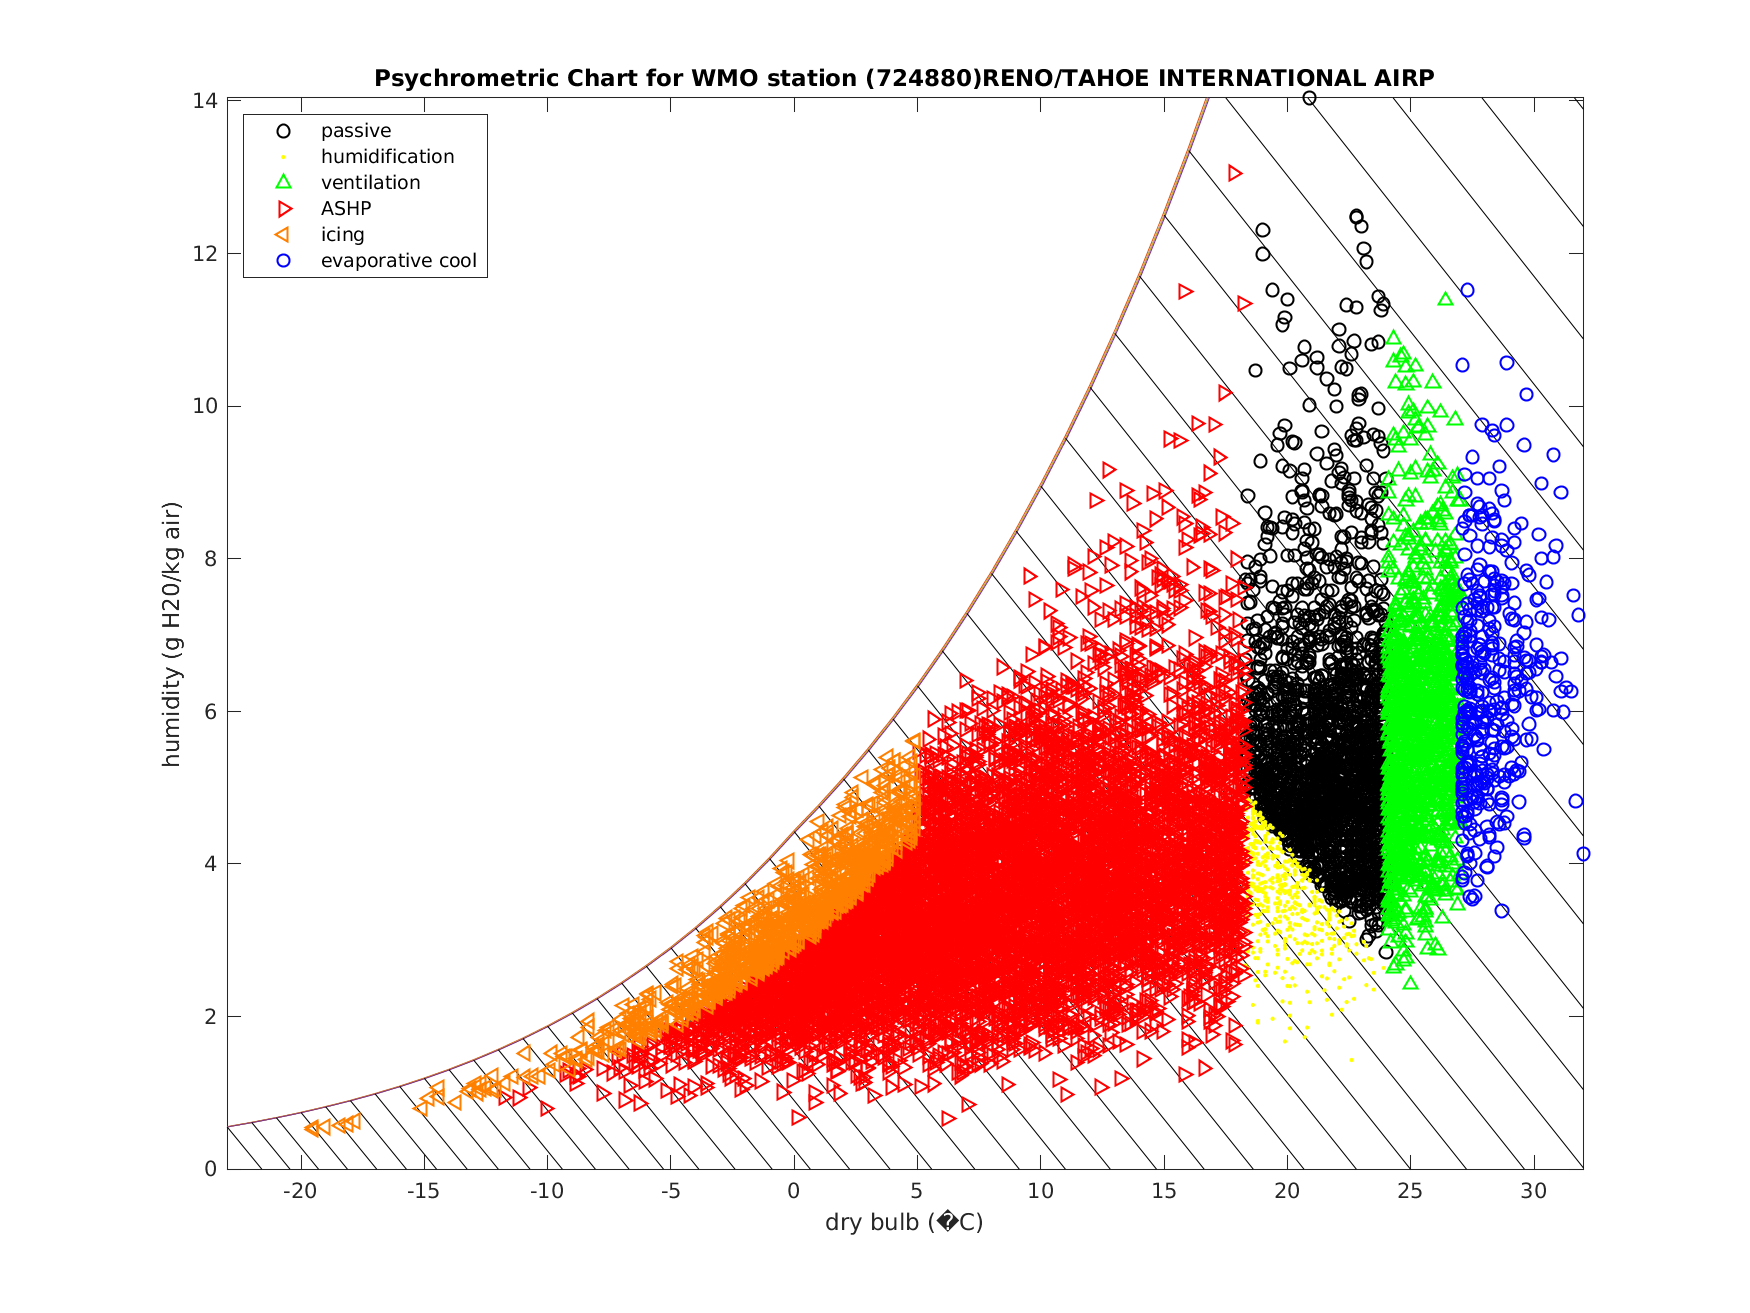 Psychrometric Chart for WMO station (724880)RENO/TAHOE INTERNATIONAL AIRP
14
12
10
8
6
4
2
0
humidity (g H20/kg air)
passive
humidification
ventilation
ASHP
icing
evaporative cool
-20 -15 -10 -5 0 5 10 15 20 25 30
dry bulb (�C)